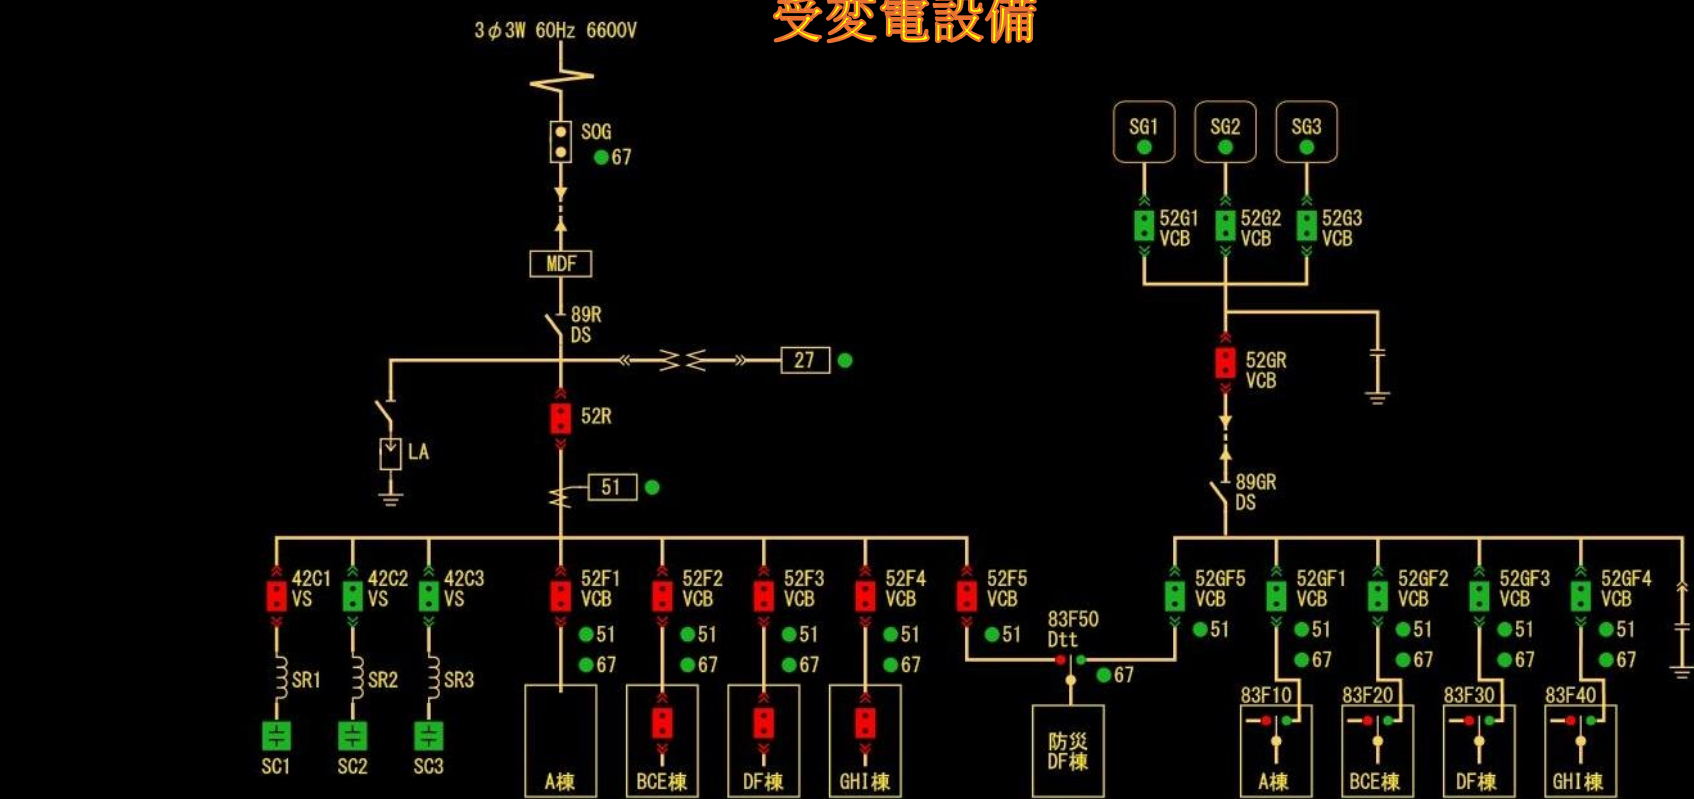 受変電設備
3φ3W 60Hz 6600V
SOG
67
MDF
89R
DS
27
52R
LA
51
SG1
SG2
SG3
52G1
VCB
52G2
VCB
52G3
VCB
52GR
VCB
89GR
DS
42C1
VS
42C2
VS
42C3
VS
52F1
VCB
52F2
VCB
52F3
VCB
52F4
VCB
52F5
VCB
51
67
51
67
51
67
51
67
51
83F50
Dtt
67
52GF5
VCB
52GF1
VCB
52GF2
VCB
52GF3
VCB
52GF4
VCB
51
51
67
51
67
51
67
51
67
SR1
SR2
SR3
SC1
SC2
SC3
A棟
BCE棟
DF棟
GHI棟
防災
DF棟
83F10
83F20
83F30
83F40
A棟
BCE棟
DF棟
GHI棟